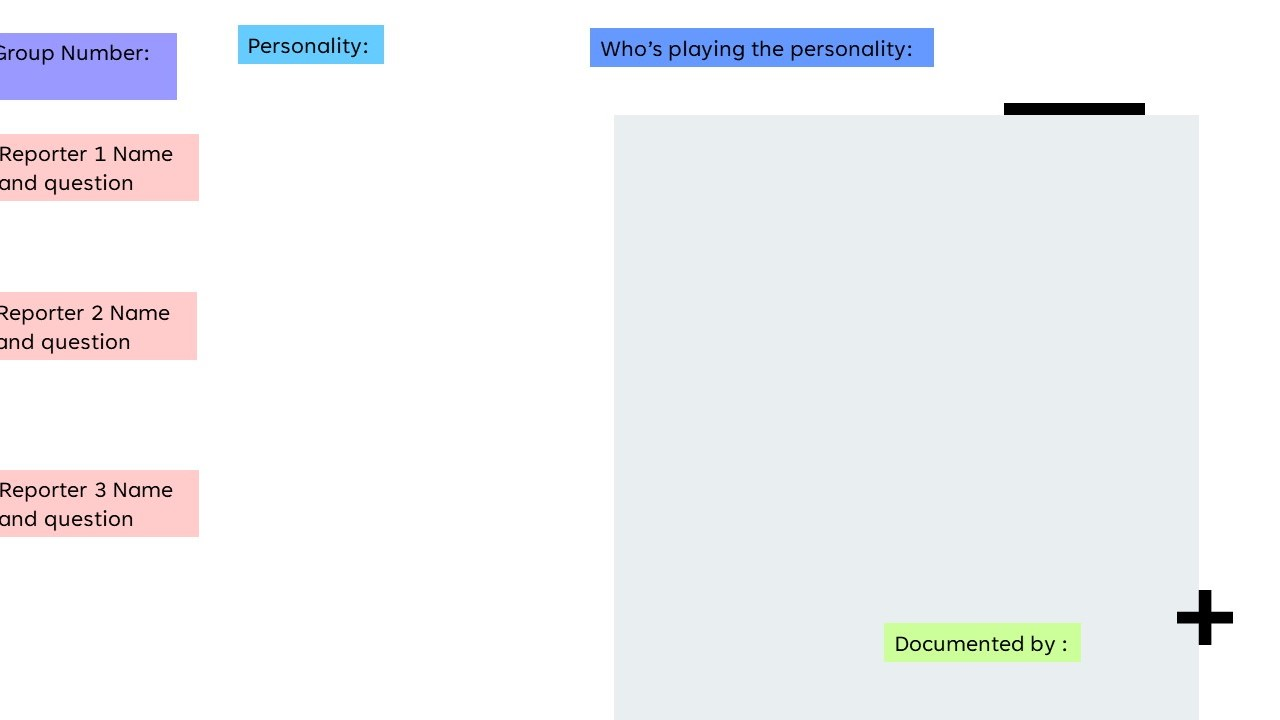 Group Number:
Personality:
Who's playing the personality:
Reporter 1 Name
and question
Reporter 2 Name
and question
Reporter 3 Name
and question
Documented by :